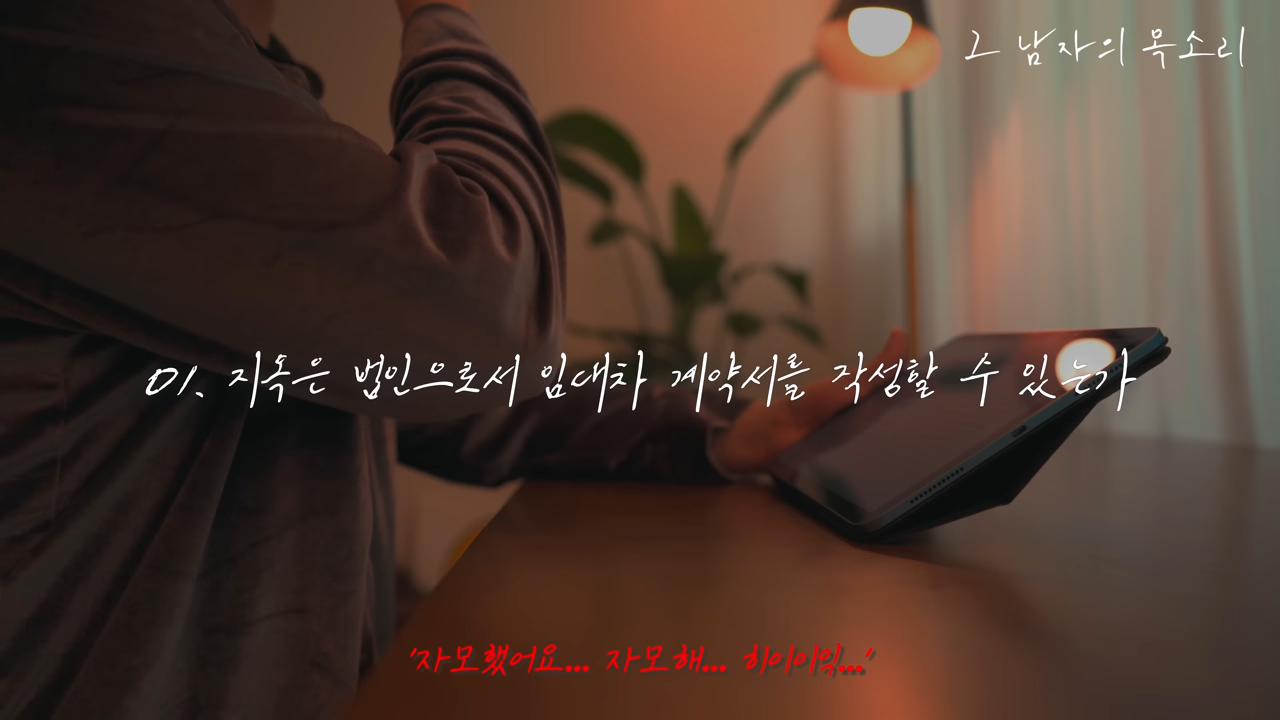 그 남자의 목소리
01. 지옥은 법인으로서 임대차 계약서를 작성할 수 있는가
'자모했어요... 자모해... 히이이익...'